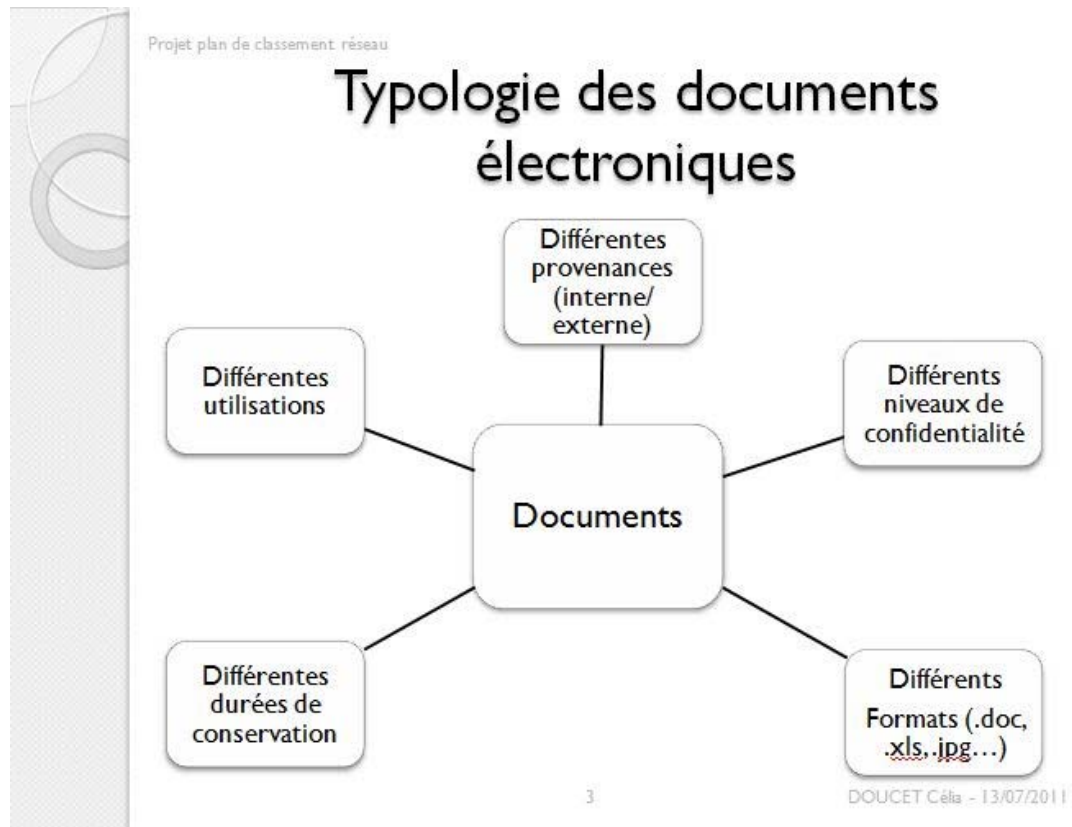 Projet plan de classement réseau
Typologie des documents
électroniques
Différentes
provenances
(interne/
externe)
Différentes
utilisations
Différents
niveaux de
confidentialité
Documents
Différentes
durées de
conservation
Différents
Formats (.doc,
.xls,.jpg…)
3
DOUCET Célia - 13/07/2011